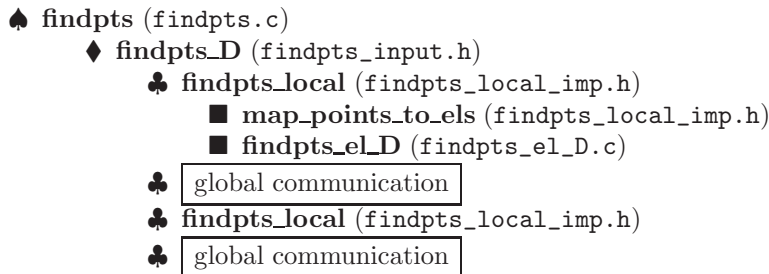 ♠ findpts (findpts.c)
♦ findpts_D (findpts_input.h)
♣ findpts_local (findpts_local_imp.h)
■ map_points_to_els (findpts_local_imp.h)
■ findpts_el_D (findpts_el_D.c)
♣ global communication
♣ findpts_local (findpts_local_imp.h)
♣ global communication